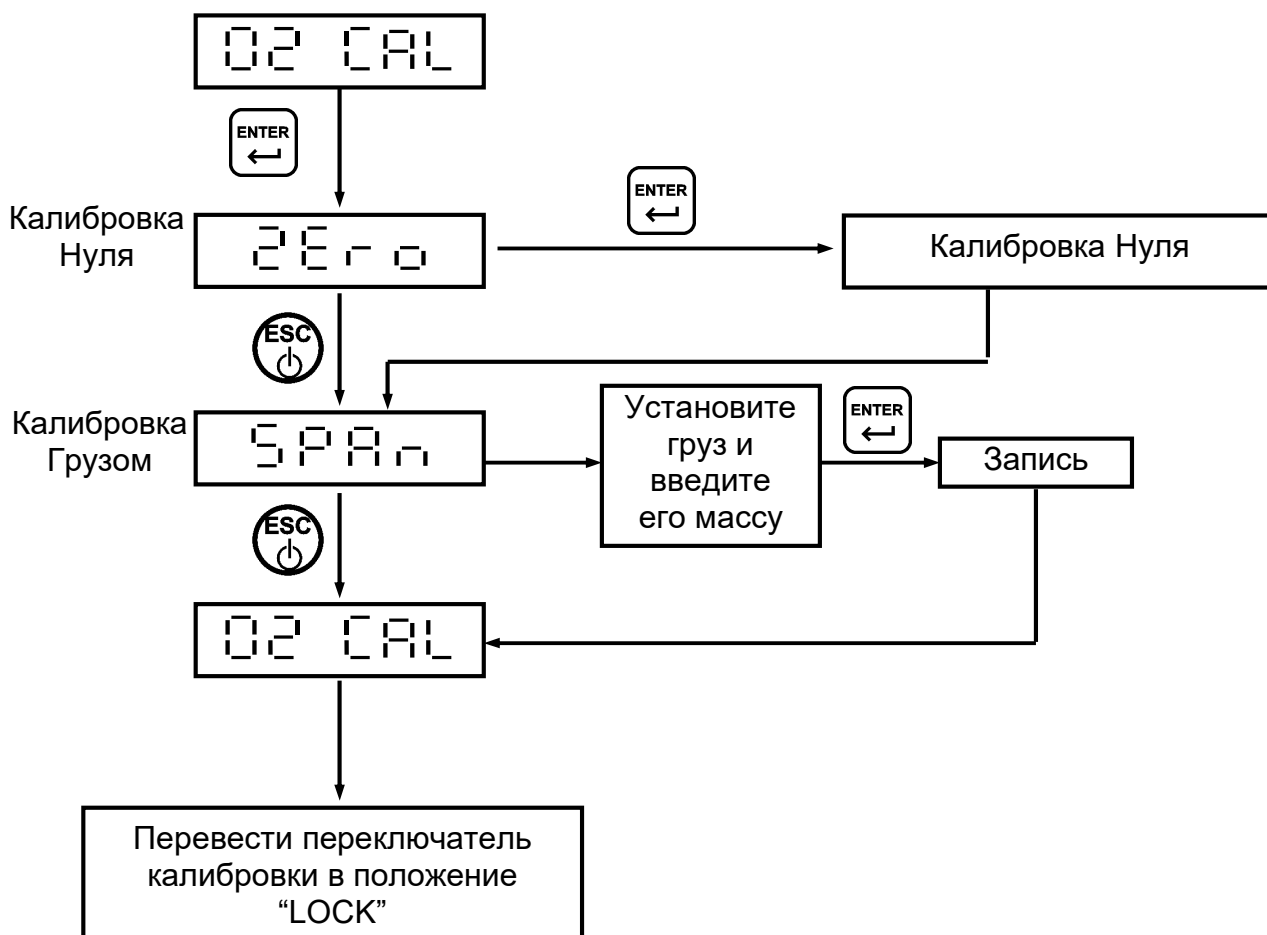 02 CAL
ENTER
ENTER
Калибровка
Нуля
ZEro
Калибровка Нуля
ESC
Калибровка
Грузом
SPAn
Установите
груз и
введите
его массу
ENTER
Запись
ESC
02 CAL
Перевести переключатель
калибровки в положение
“LOCK”